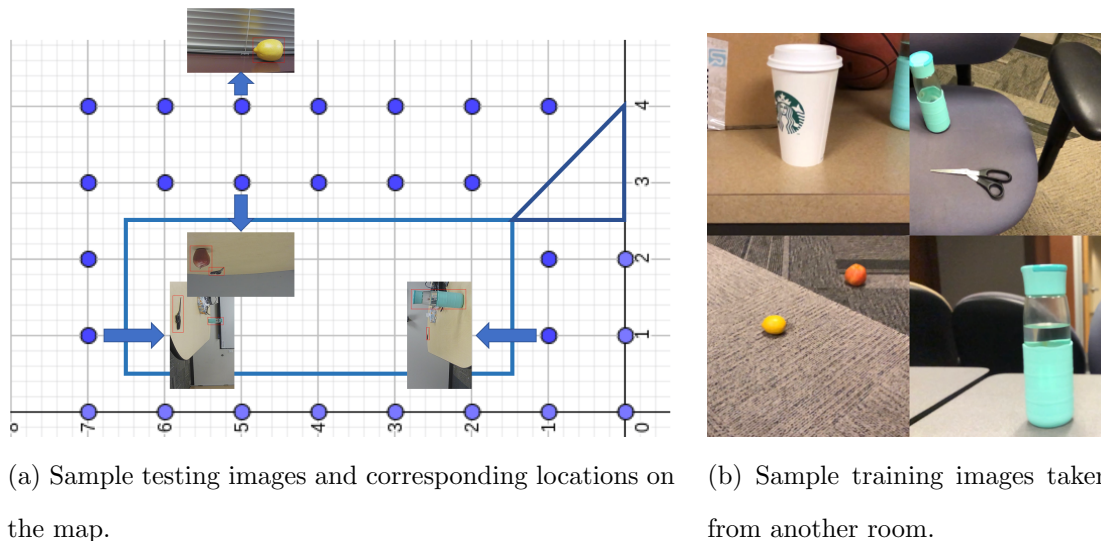 4
3
2
1
8 7 6 5 4 3 2 1 0
(a) Sample testing images and corresponding locations on
the map.
(b) Sample training images taken
from another room.